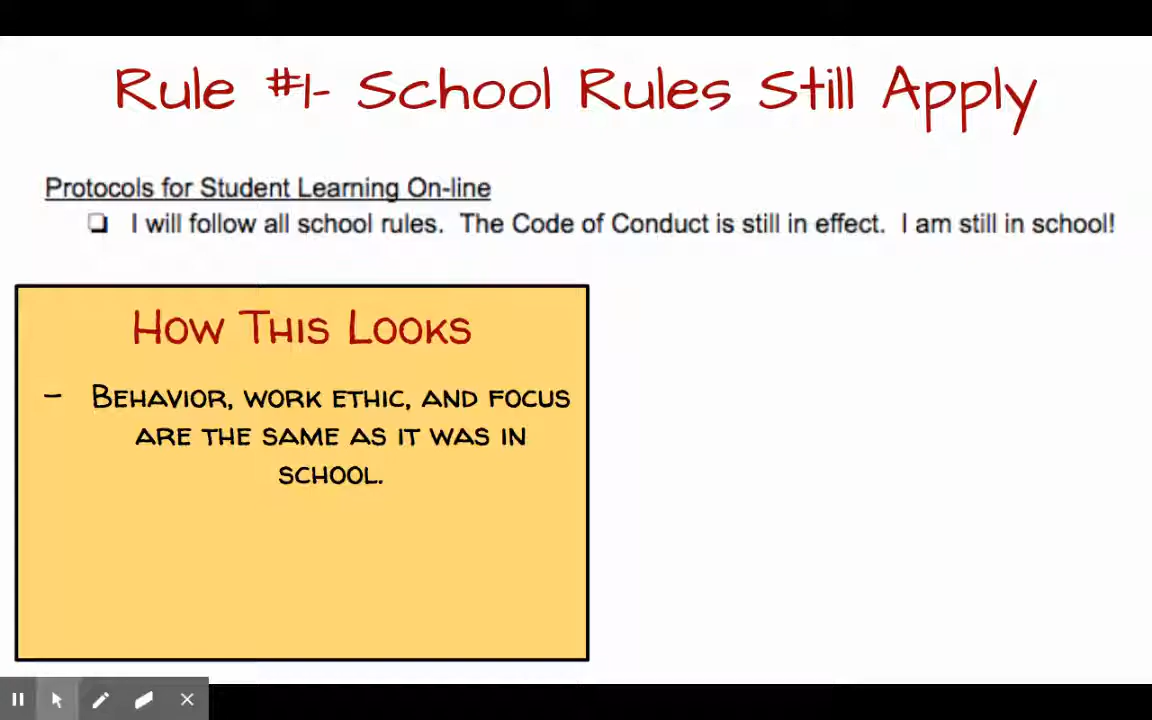 Rule #1- School Rules Still Apply
Protocols for Student Learning On-line
I will follow all school rules. The Code of Conduct is still in effect. I am still in school!
How This Looks
- Behavior, work ethic, and focus
are the same as it was in
school.